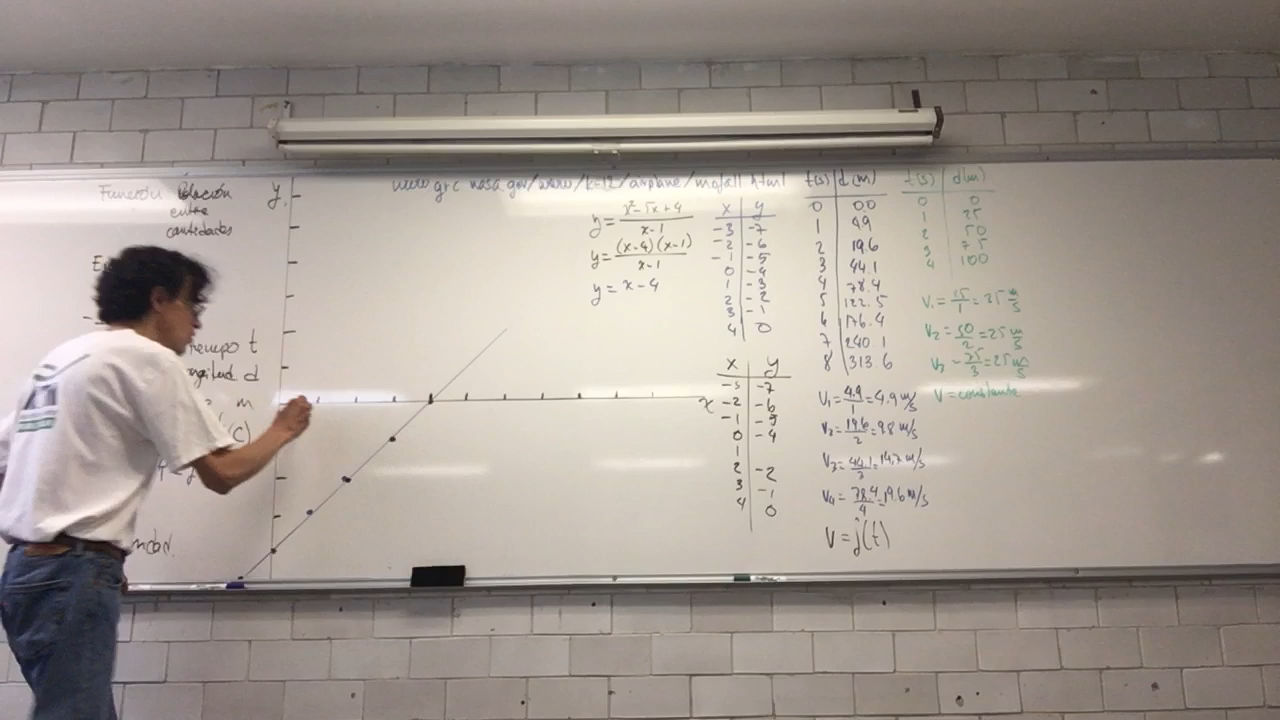 Función relación
entre
cantidades
tiempo t
longitud d
m
(C)
y
x
www grc nasa gov/www/k-12/airplane/mofall html
y = x²-5x+4 / x-1
y = (x-4)(x-1) / x-1
y = x-4
x y
-3 -7
-2 -6
-1 -5
0 -4
1 -3
2 -2
3 -1
4 0
x y
-3 -7
-2 -6
-1 -5
0 -4
1
2 -2
3 -1
4 0
t(s) d(m)
0 00
1 4.9
2 19.6
3 44.1
4 78.4
5 122.5
6 176.4
7 240 1
8 313 6
V₁ = 4.9/1 = 4.9 m/s
V₂ = 19.6/2 = 9.8 m/s
V₃ = 44.1/3 = 14.7 m/s
V₄ = 78.4/4 = 19.6 m/s
V = f(t)
t(s) d(m)
0 0
1 25
2 50
3 75
4 100
V₁ = 25/1 = 25 m/s
V₂ = 50/2 = 25 m/s
V₃ = 75/3 = 25 m/s
V = constante